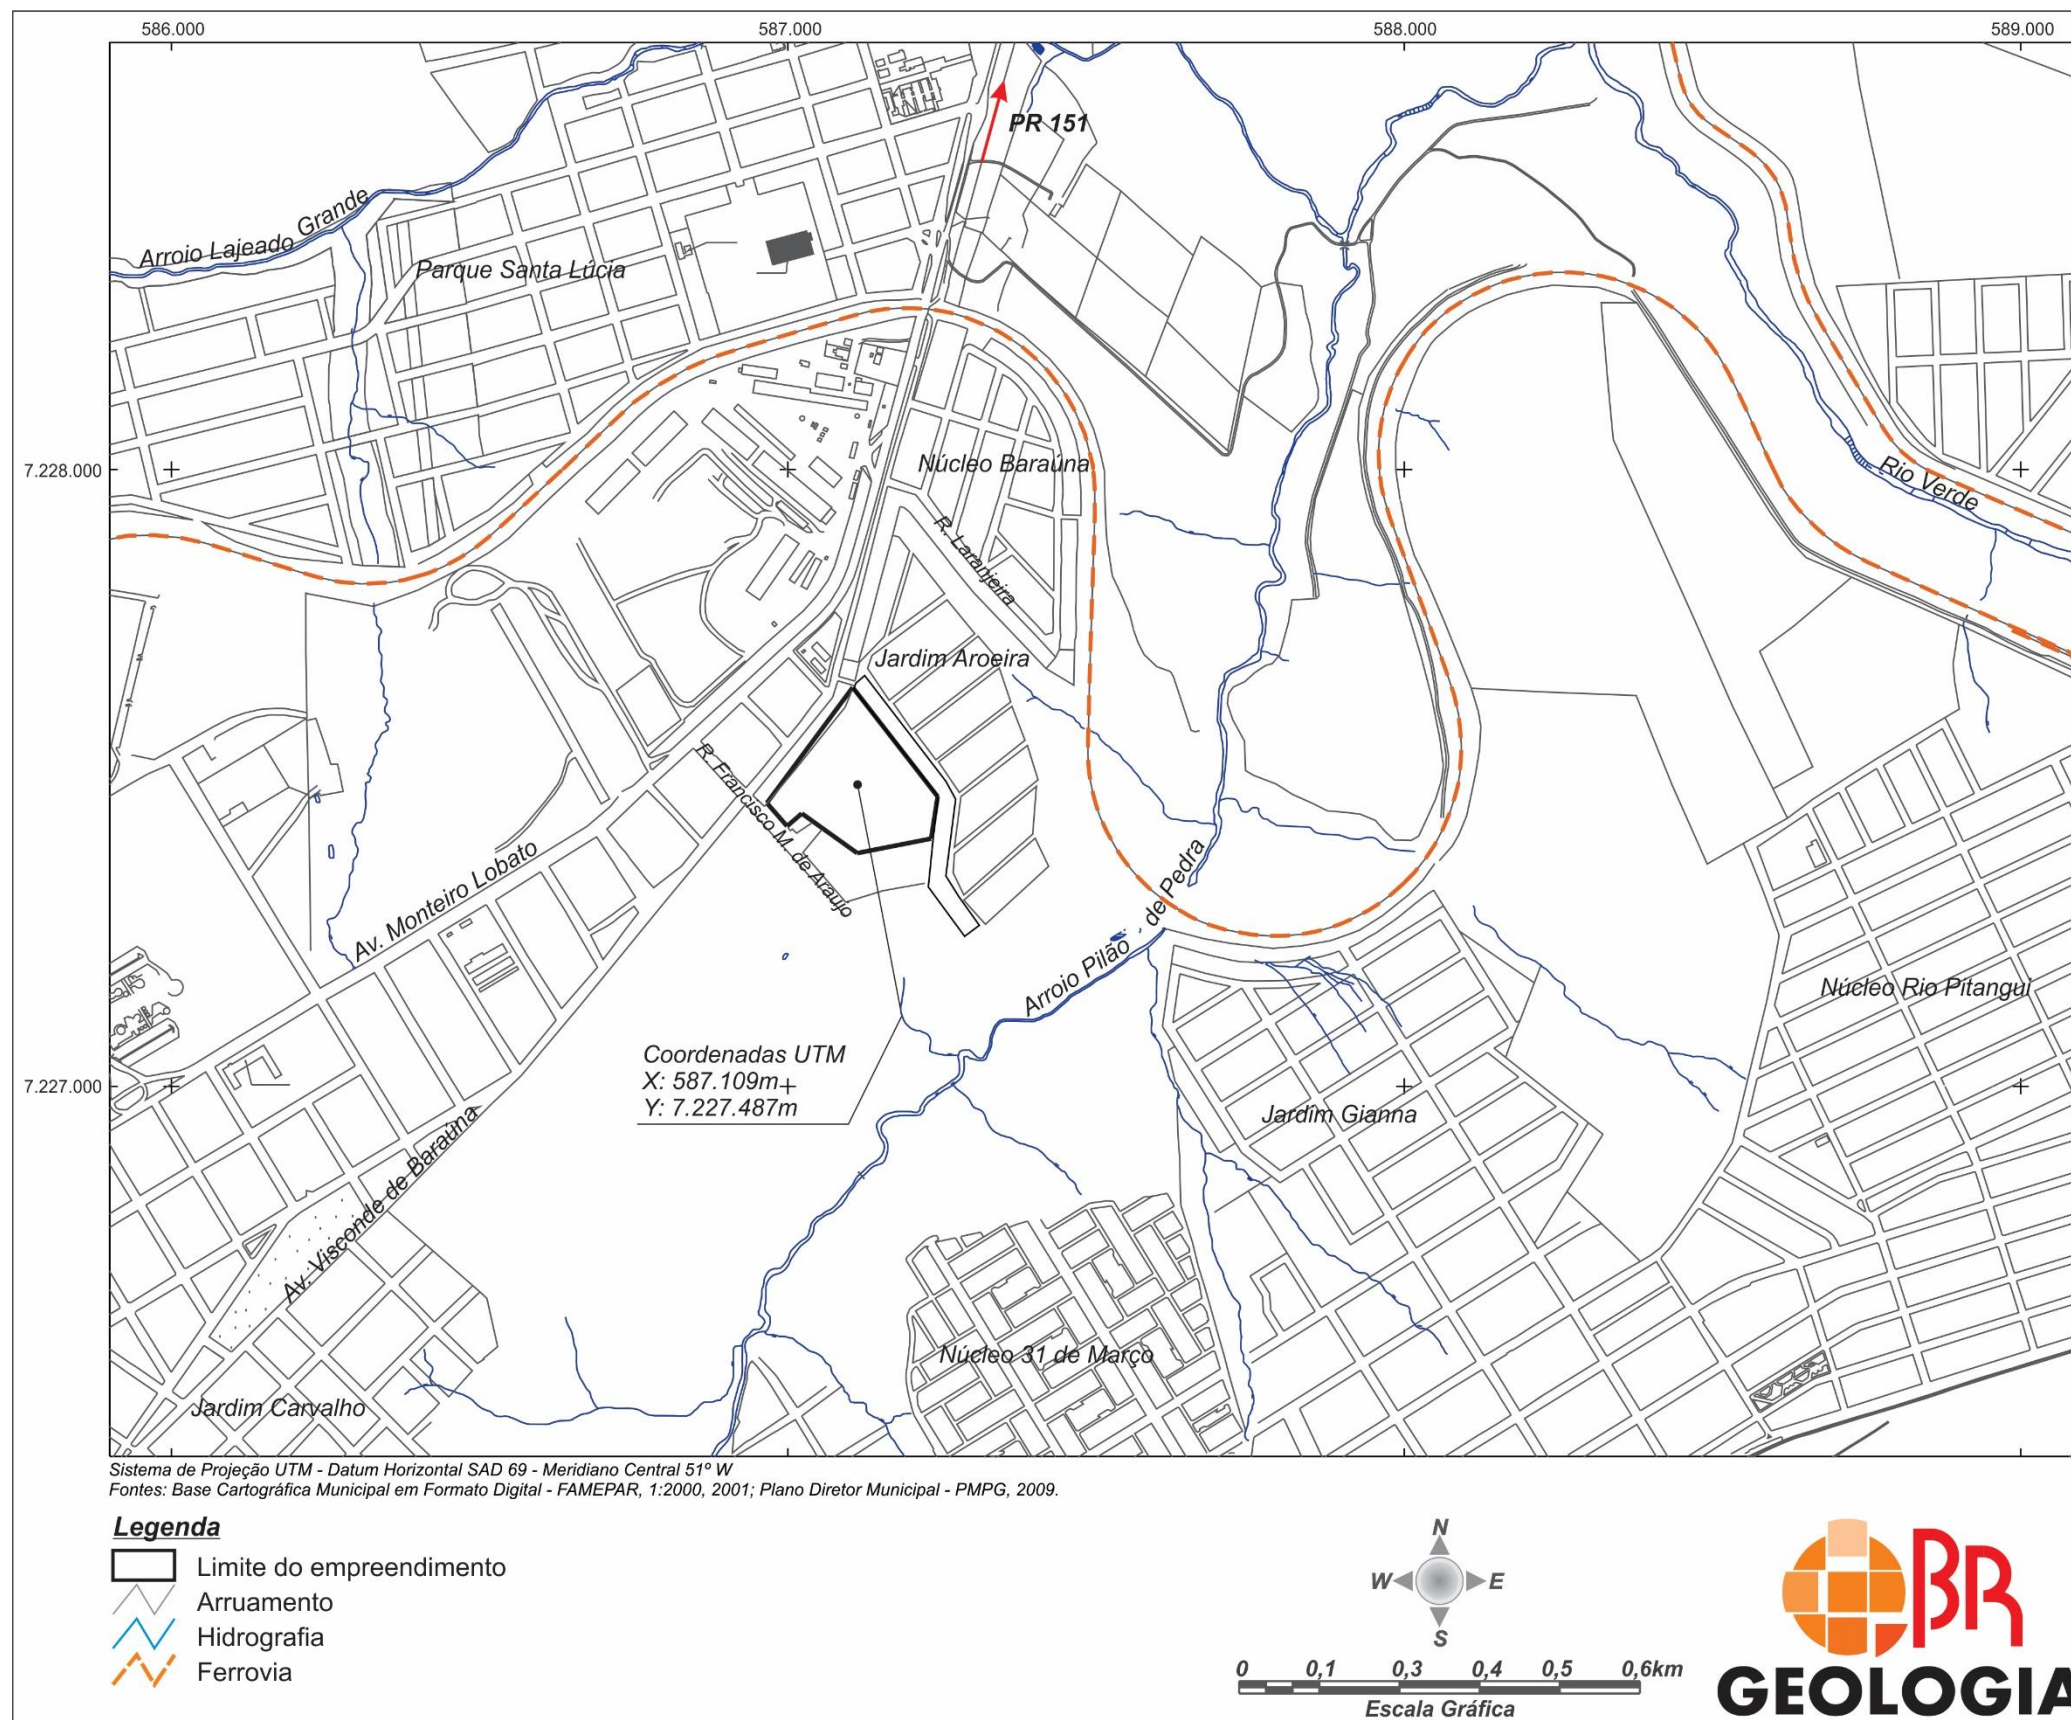 586.000
587.000
588.000
589.000
PR 151
Arroio Lajeado Grande
Parque Santa Lúcia
7.228.000
Núcleo Baraúna
Rio Verde
R. Laranjeira
Jardim Aroeira
R. Francisco M. de Araujo
Av. Monteiro Lobato
Arroio Pilão de Pedra
Núcleo Rio Pitangui
Coordenadas UTM
X: 587.109m
Y: 7.227.487m
7.227.000
Jardim Gianna
Av. Visconde de Baraúna
Núcleo 31 de Março
Jardim Carvalho
Sistema de Projeção UTM - Datum Horizontal SAD 69 - Meridiano Central 51º W
Fontes: Base Cartográfica Municipal em Formato Digital - FAMEPAR, 1:2000, 2001; Plano Diretor Municipal - PMPG, 2009.
Legenda
Limite do empreendimento
Arruamento
Hidrografia
Ferrovia
N
W E
S
0 0,1 0,3 0,4 0,5 0,6km
Escala Gráfica
BR
GEOLOGIA